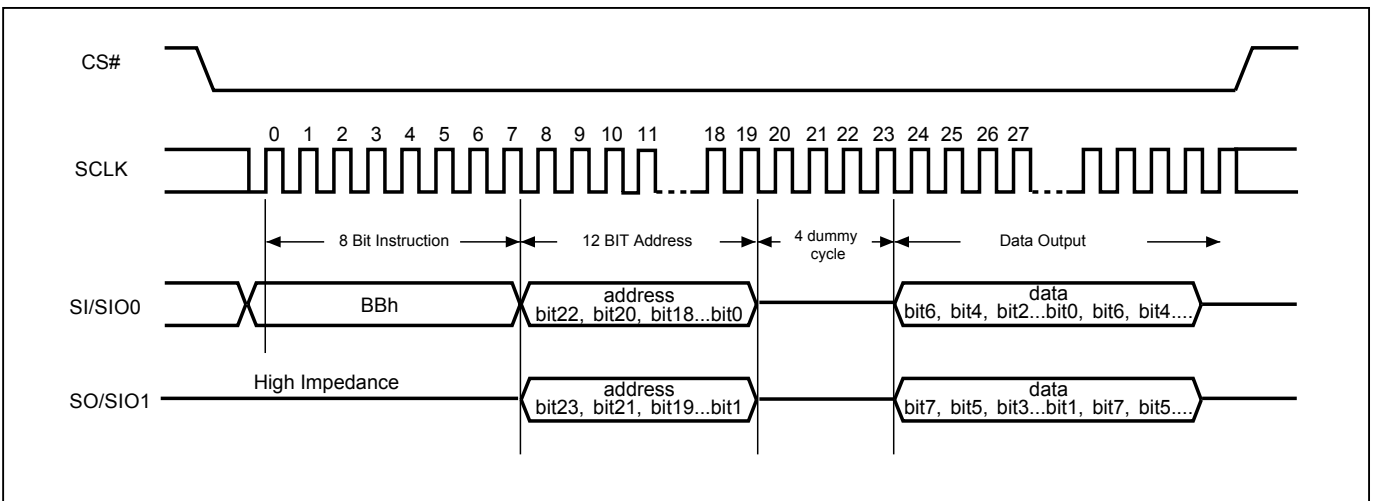 CS#
0 1 2 3 4 5 6 7 8 9 10 11 18 19 20 21 22 23 24 25 26 27
SCLK
8 Bit Instruction 12 BIT Address 4 dummy cycle Data Output
SI/SIO0
BBh
address
bit22, bit20, bit18...bit0
data
bit6, bit4, bit2...bit0, bit6, bit4....
High Impedance
SO/SIO1
address
bit23, bit21, bit19...bit1
data
bit7, bit5, bit3...bit1, bit7, bit5....